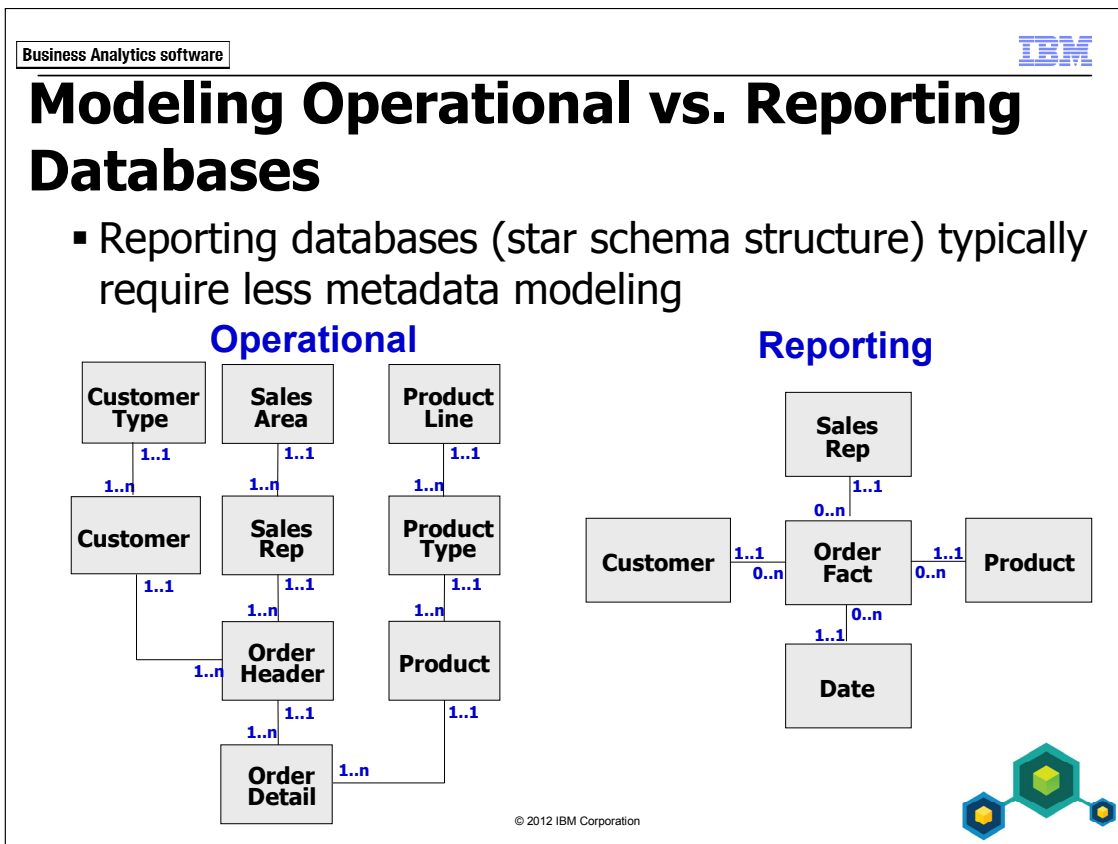 Business Analytics software
IBM
Modeling Operational vs. Reporting
Databases
▪ Reporting databases (star schema structure) typically
require less metadata modeling
Operational
Customer
Type
Sales
Area
Product
Line
1..1
1..1
1..1
1..n
1..n
1..n
Customer
Sales
Rep
Product
Type
1..1
1..1
1..1
1..n
1..n
1..n
Order
Header
Product
1..1
1..1
1..n
1..n
Order
Detail
Reporting
Sales
Rep
1..1
0..n
Customer
1..1
0..n
Order
Fact
1..1
0..n
Product
0..n
1..1
Date
© 2012 IBM Corporation